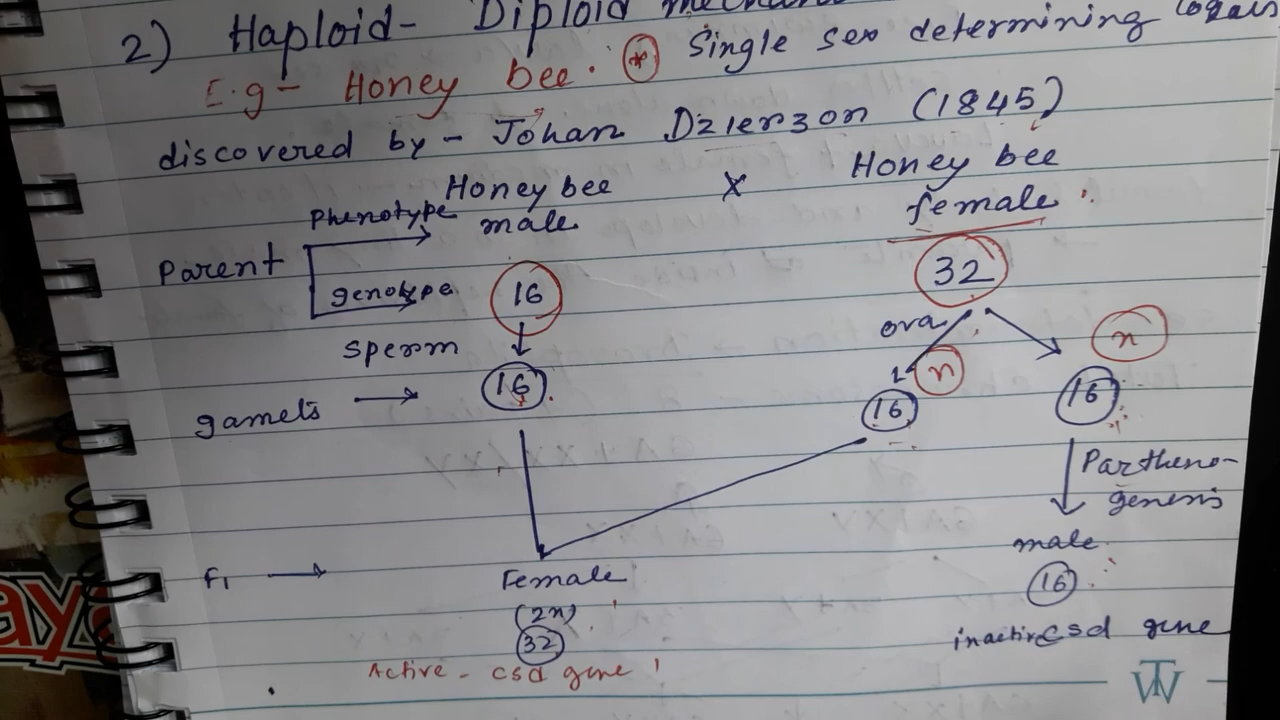 2) Haploid- Diploid
E.g- Honey bee. * Single sex determining
discovered by - Johan Dzierzon (1845)
Honey bee male X Honey bee female
Parent
Phenotype
genotype 16 32
sperm ova n n
gamets 16 16 16
Partheno-
genesis
F1 Female male
(2n) 16
32 inactive csd gene
Active - csd gene